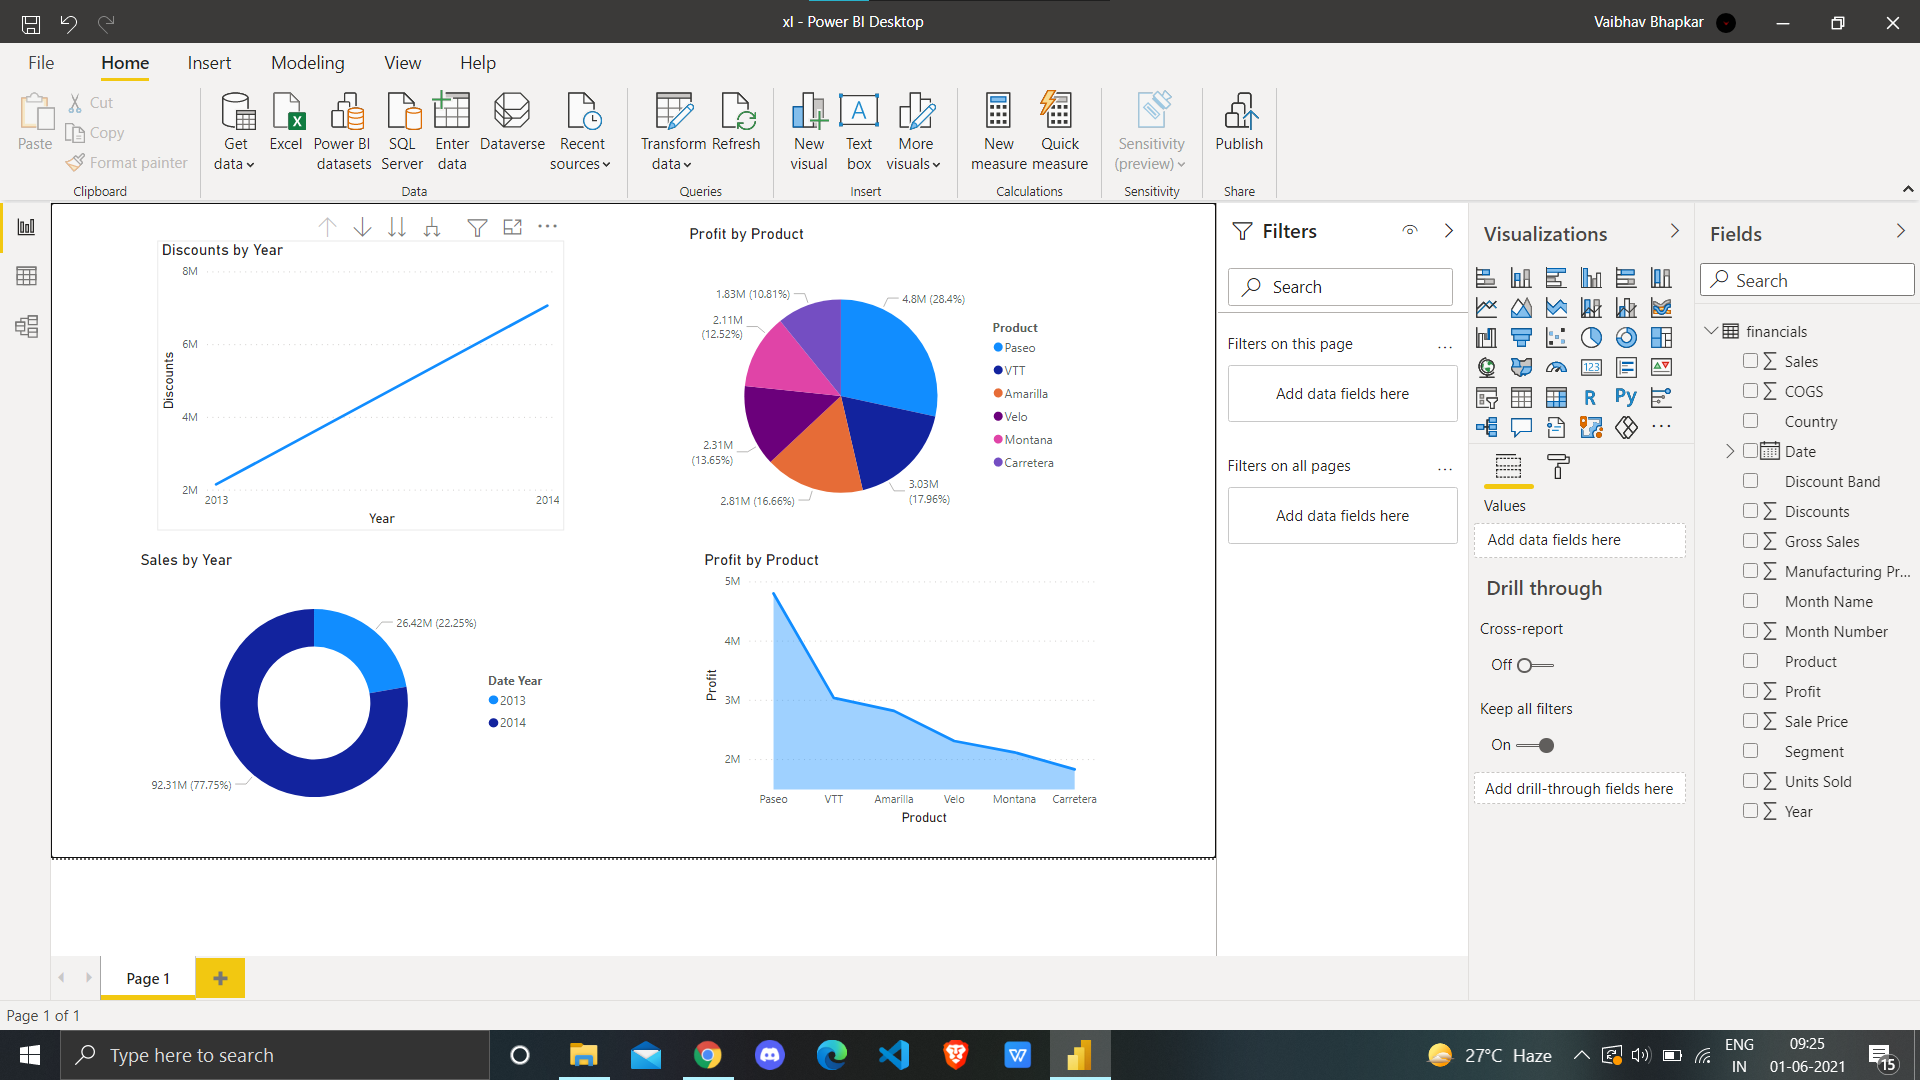 xl - Power BI Desktop
Vaibhav Bhapkar
File Home Insert Modeling View Help
Paste
Cut
Copy
Format painter
Clipboard
Get data
Excel
Power BI datasets
SQL Server
Enter data
Dataverse
Recent sources
Data
Transform data
Refresh
Queries
New visual
Text box
More visuals
Insert
New measure
Quick measure
Calculations
Sensitivity (preview)
Sensitivity
Publish
Share
Discounts by Year
8M
6M
4M
2M
Discounts
2013
2014
Year
Profit by Product
1.83M (10.81%)
4.8M (28.4%)
2.11M
(12.52%)
2.31M
(13.65%)
2.81M (16.66%)
3.03M
(17.96%)
Product
Paseo
VTT
Amarilla
Velo
Montana
Carretera
Sales by Year
26.42M (22.25%)
92.31M (77.75%)
Date Year
2013
2014
Profit by Product
5M
4M
3M
2M
Profit
Paseo VTT Amarilla Velo Montana Carretera
Product
Filters
Search
Filters on this page
...
Add data fields here
Filters on all pages
...
Add data fields here
Visualizations
123
R
Py
...
Values
Add data fields here
Drill through
Cross-report
Off
Keep all filters
On
Add drill-through fields here
Fields
Search
financials
Sales
COGS
Country
Date
Discount Band
Discounts
Gross Sales
Manufacturing Pr...
Month Name
Month Number
Product
Profit
Sale Price
Segment
Units Sold
Year
Page 1
Page 1 of 1
Type here to search
27°C Haze
ENG
IN
09:25
01-06-2021
15